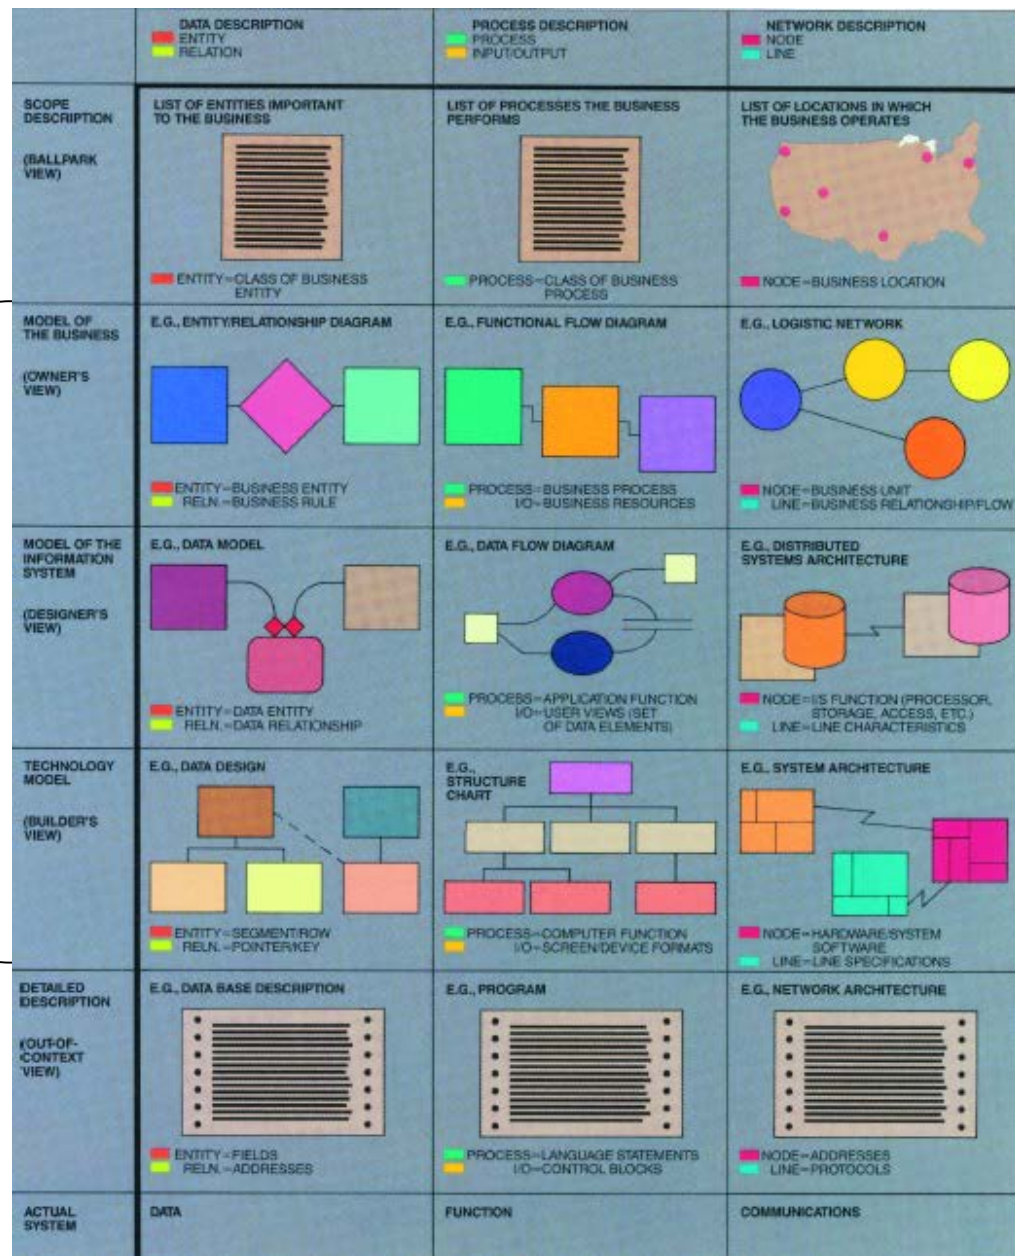 DATA DESCRIPTION
ENTITY
RELATION
PROCESS DESCRIPTION
PROCESS
INPUT/OUTPUT
NETWORK DESCRIPTION
NODE
LINE
SCOPE
DESCRIPTION
(BALLPARK
VIEW)
LIST OF ENTITIES IMPORTANT
TO THE BUSINESS
ENTITY=CLASS OF BUSINESS
ENTITY
LIST OF PROCESSES THE BUSINESS
PERFORMS
PROCESS=CLASS OF BUSINESS
PROCESS
LIST OF LOCATIONS IN WHICH
THE BUSINESS OPERATES
NODE=BUSINESS LOCATION
MODEL OF
THE BUSINESS
(OWNER'S
VIEW)
E.G., ENTITY/RELATIONSHIP DIAGRAM
ENTITY=BUSINESS ENTITY
RELN.=BUSINESS RULE
E.G., FUNCTIONAL FLOW DIAGRAM
PROCESS=BUSINESS PROCESS
I/O=BUSINESS RESOURCES
E.G., LOGISTIC NETWORK
NODE=BUSINESS UNIT
LINE=BUSINESS RELATIONSHIP/FLOW
MODEL OF THE
INFORMATION
SYSTEM
(DESIGNER'S
VIEW)
E.G., DATA MODEL
ENTITY=DATA ENTITY
RELN.=DATA RELATIONSHIP
E.G., DATA FLOW DIAGRAM
PROCESS=APPLICATION FUNCTION
I/O=USER VIEWS (SET
OF DATA ELEMENTS)
E.G., DISTRIBUTED
SYSTEMS ARCHITECTURE
NODE=I/S FUNCTION (PROCESSOR,
STORAGE, ACCESS, ETC.)
LINE=LINE CHARACTERISTICS
TECHNOLOGY
MODEL
(BUILDER'S
VIEW)
E.G., DATA DESIGN
ENTITY=SEGMENT/ROW
RELN.=POINTER/KEY
E.G.,
STRUCTURE
CHART
PROCESS=COMPUTER FUNCTION
I/O=SCREEN/DEVICE FORMATS
E.G., SYSTEM ARCHITECTURE
NODE=HARDWARE/SYSTEM
SOFTWARE
LINE=LINE SPECIFICATIONS
DETAILED
DESCRIPTION
(OUT-OF-
CONTEXT
VIEW)
E.G., DATA BASE DESCRIPTION
ENTITY=FIELDS
RELN.=ADDRESSES
E.G., PROGRAM
PROCESS=LANGUAGE STATEMENTS
I/O=CONTROL BLOCKS
E.G., NETWORK ARCHITECTURE
NODE=ADDRESSES
LINE=PROTOCOLS
ACTUAL
SYSTEM
DATA
FUNCTION
COMMUNICATIONS